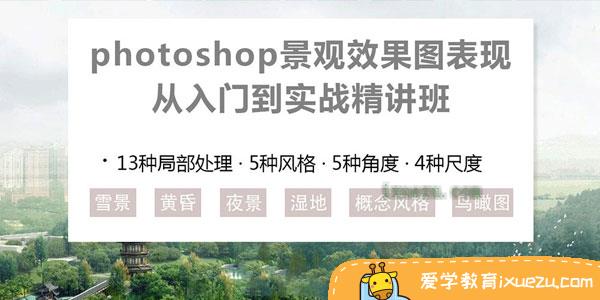 photoshop景观效果图表现
从入门到实战精讲班
· 13种局部处理 · 5种风格 · 5种角度 · 4种尺度
雪景 黄昏 夜景 湿地 概念风格 鸟瞰图
爱学教育ixuezu.com